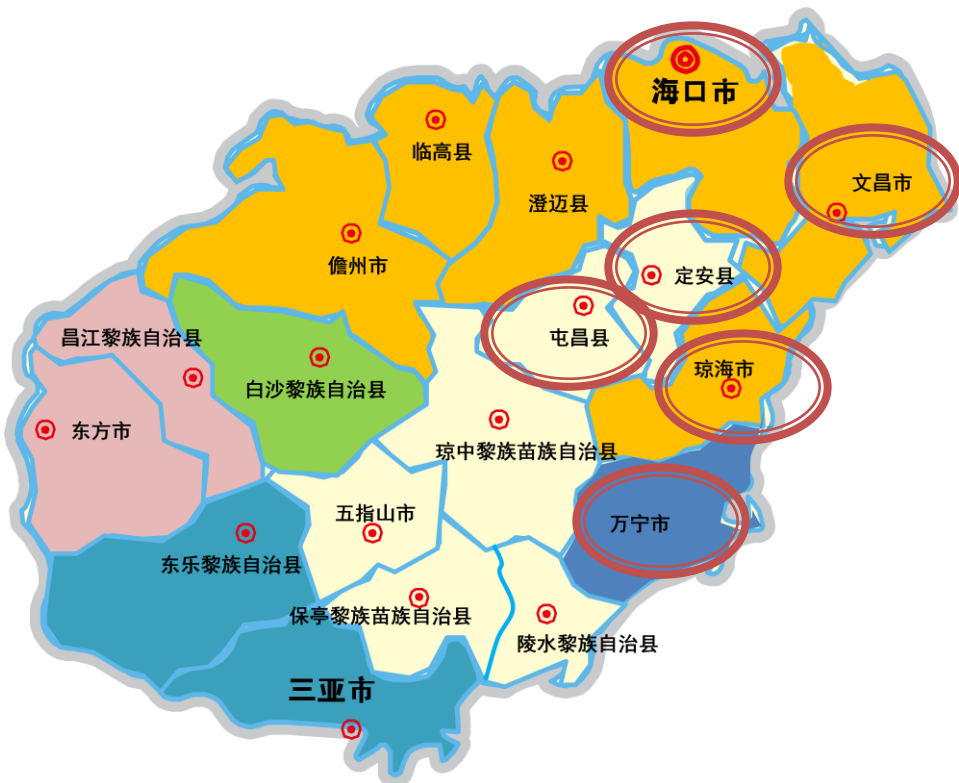 海口市
临高县
文昌市
澄迈县
儋州市
定安县
昌江黎族自治县
屯昌县
琼海市
白沙黎族自治县
东方市
琼中黎族苗族自治县
五指山市
万宁市
东乐黎族自治县
保亭黎族苗族自治县
陵水黎族自治县
三亚市